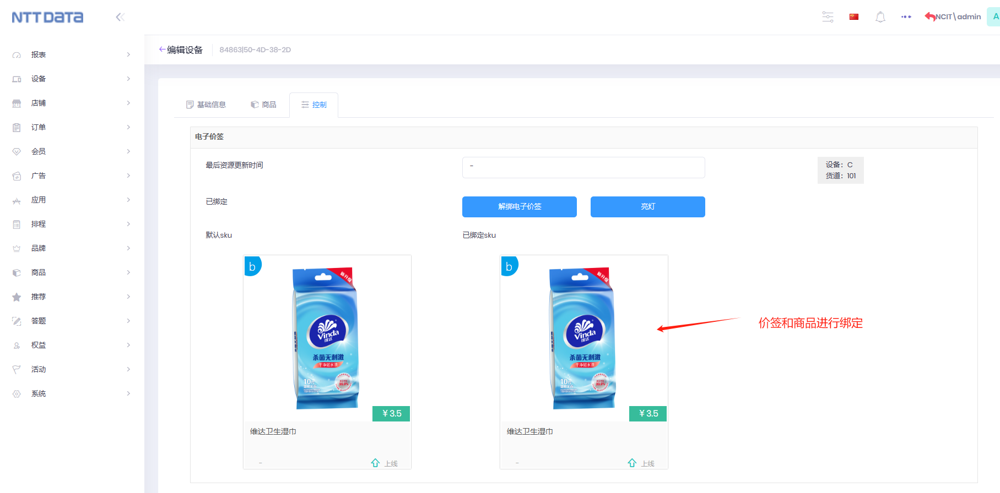 NTT DATA
NCIT\admin
A
报表
设备
店铺
订单
会员
广告
应用
排程
品牌
商品
推荐
答题
权益
活动
系统
编辑设备
84863|50-4D-38-2D
基础信息
商品
控制
电子价签
最后资源更新时间
-
设备：C
货道：101
已绑定
解绑电子价签
亮灯
默认sku
已绑定sku
b
新升级
Vinda
维达
杀菌无刺激
干净如水洗
10片
99.9%
¥ 3.5
维达卫生湿巾
-
上线
b
新升级
Vinda
维达
杀菌无刺激
干净如水洗
10片
99.9%
¥ 3.5
维达卫生湿巾
-
上线
价签和商品进行绑定